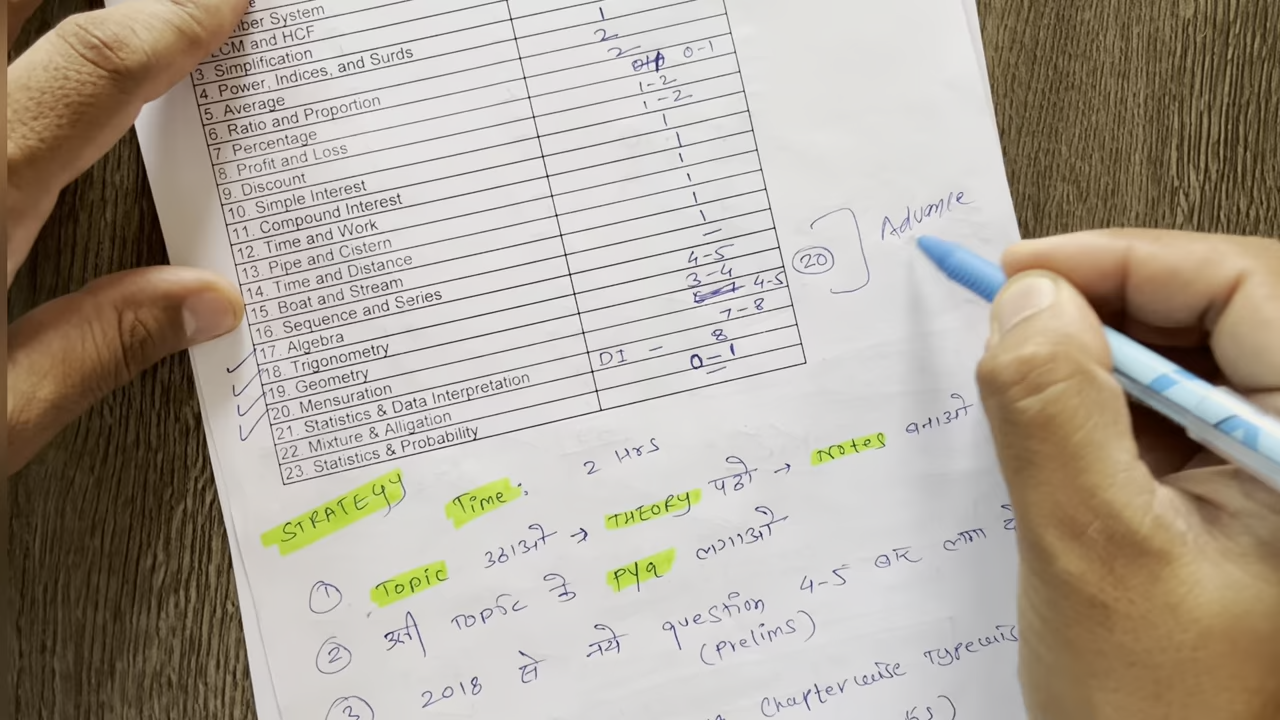 LCM and HCF 1
3. Simplification 2
4. Power, Indices, and Surds 2
5. Average 0-1
6. Ratio and Proportion 1-2
7. Percentage 1-2
8. Profit and Loss 1
9. Discount 1
10. Simple Interest 1
11. Compound Interest 1
12. Time and Work 1
13. Pipe and Cistern 1
14. Time and Distance
15. Boat and Stream
16. Sequence and Series
17. Algebra 4-5
18. Trigonometry 3-4
19. Geometry 4-5
20. Mensuration 7-8
21. Statistics & Data Interpretation DI - 8
22. Mixture & Alligation 0-1
23. Statistics & Probability
20 Advance
STRATEGY Time: 2 Hrs
① Topic उठाओ → THEORY पढो → Notes बनाओ
② उसी TOPIC के PYQ लगाओ
③ 2018 से नये question 4-5 बार लगा
(Prelims)
Chapterwise Typewis